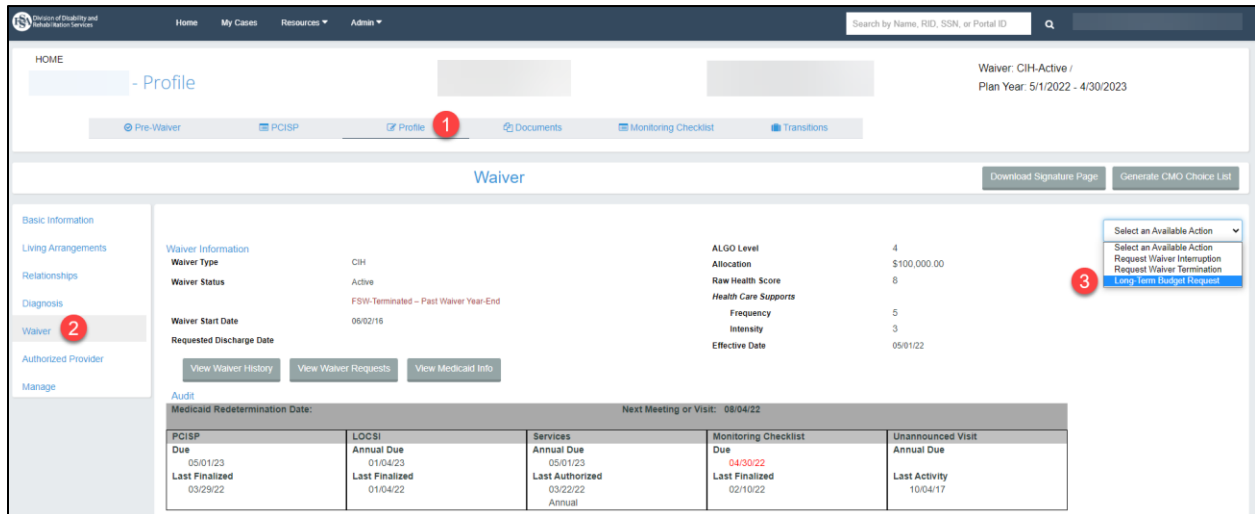 Division of Disability and
Rehabilitation Services
Home My Cases Resources Admin
Search by Name, RID, SSN, or Portal ID
HOME
- Profile
Waiver: CIH-Active /
Plan Year: 5/1/2022 - 4/30/2023
Pre-Waiver PCISP Profile 1 Documents Monitoring Checklist Transitions
Waiver
Download Signature Page Generate CMO Choice List
Basic Information
Living Arrangements
Relationships
Diagnosis
Waiver 2
Authorized Provider
Manage
Select an Available Action
Select an Available Action
Request Waiver Interruption
Request Waiver Termination
3 Long-Term Budget Request
Waiver Information
Waiver Type CIH
Waiver Status Active
FSW-Terminated – Past Waiver Year-End
Waiver Start Date 06/02/16
Requested Discharge Date
ALGO Level 4
Allocation $100,000.00
Raw Health Score 8
Health Care Supports
Frequency 5
Intensity 3
Effective Date 05/01/22
View Waiver History View Waiver Requests View Medicaid Info
Audit
Medicaid Redetermination Date: Next Meeting or Visit: 08/04/22
PCISP LOCSI Services Monitoring Checklist Unannounced Visit
Due Annual Due Annual Due Due Annual Due
05/01/23 01/04/23 05/01/23 04/30/22
Last Finalized Last Finalized Last Authorized Last Finalized Last Activity
03/29/22 01/04/22 03/22/22 02/10/22 10/04/17
Annual